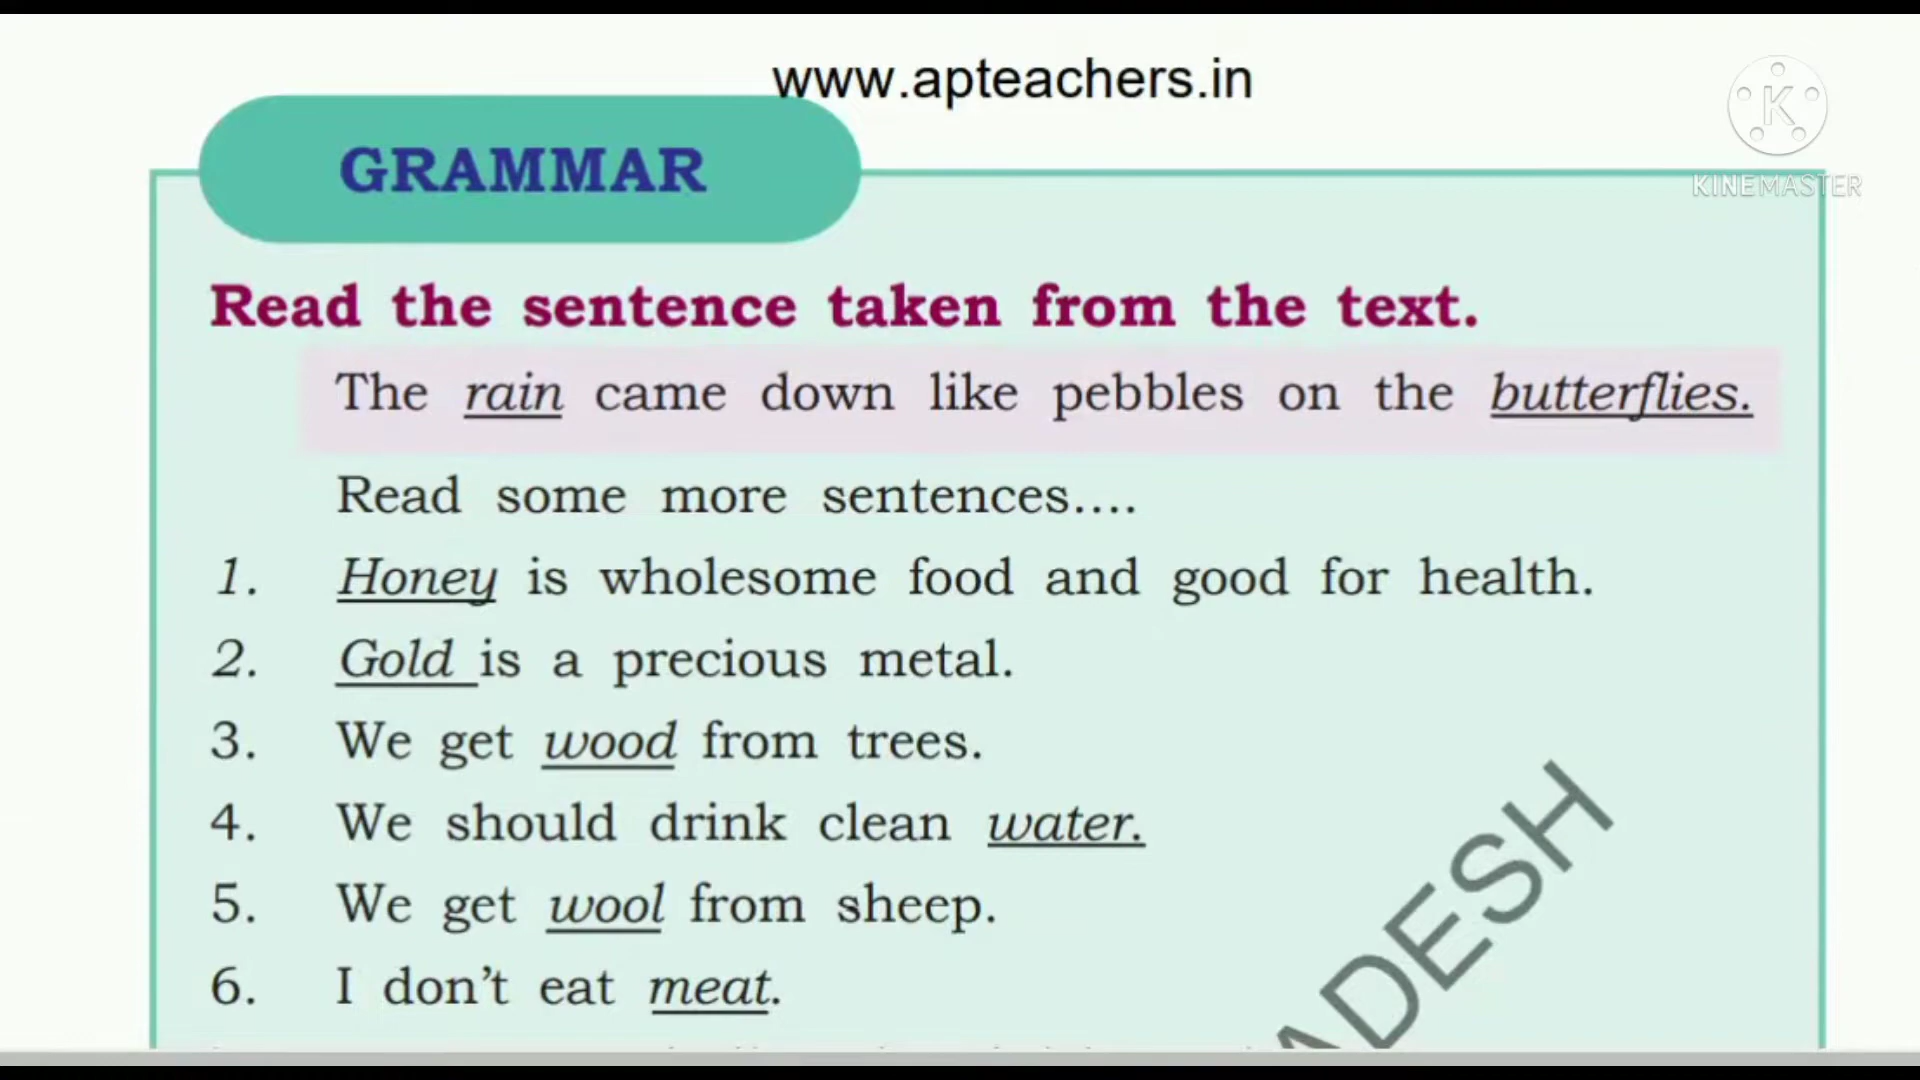 www.apteachers.in
K
KINEMASTER
GRAMMAR
Read the sentence taken from the text.
The rain came down like pebbles on the butterflies.
Read some more sentences....
1. Honey is wholesome food and good for health.
2. Gold is a precious metal.
3. We get wood from trees.
4. We should drink clean water.
5. We get wool from sheep.
6. I don't eat meat.
ADESH